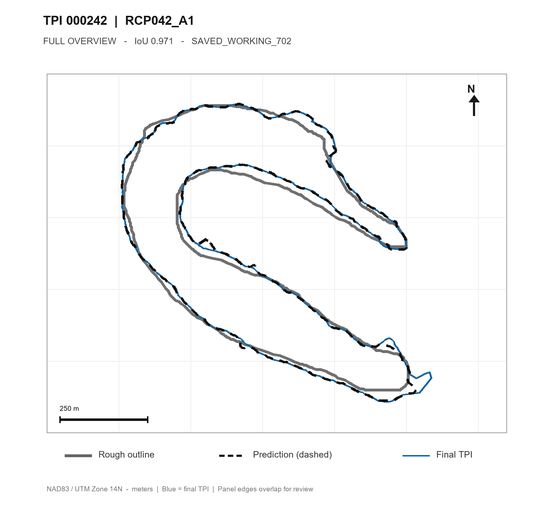 TPI 000242 | RCP042_A1
FULL OVERVIEW - IoU 0.971 - SAVED_WORKING_702
N
250 m
Rough outline Prediction (dashed) Final TPI
NAD83 / UTM Zone 14N - meters | Blue = final TPI | Panel edges overlap for review